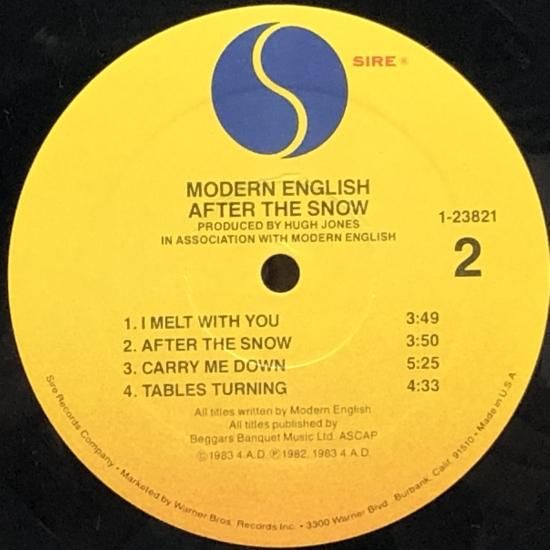 SIRE®
MODERN ENGLISH
AFTER THE SNOW
PRODUCED BY HUGH JONES
IN ASSOCIATION WITH MODERN ENGLISH
1-23821
2
1. I MELT WITH YOU 3:49
2. AFTER THE SNOW 3:50
3. CARRY ME DOWN 5:25
4. TABLES TURNING 4:33
All titles written by Modern English
All titles published by
Beggars Banquet Music Ltd. ASCAP
©1983 4.A.D. ℗1982, 1983 4.A.D.
Sire Records Company • Marketed by Warner Bros. Records Inc. • 3300 Warner Blvd. Burbank, Calif. 91510 • Made in U.S.A.